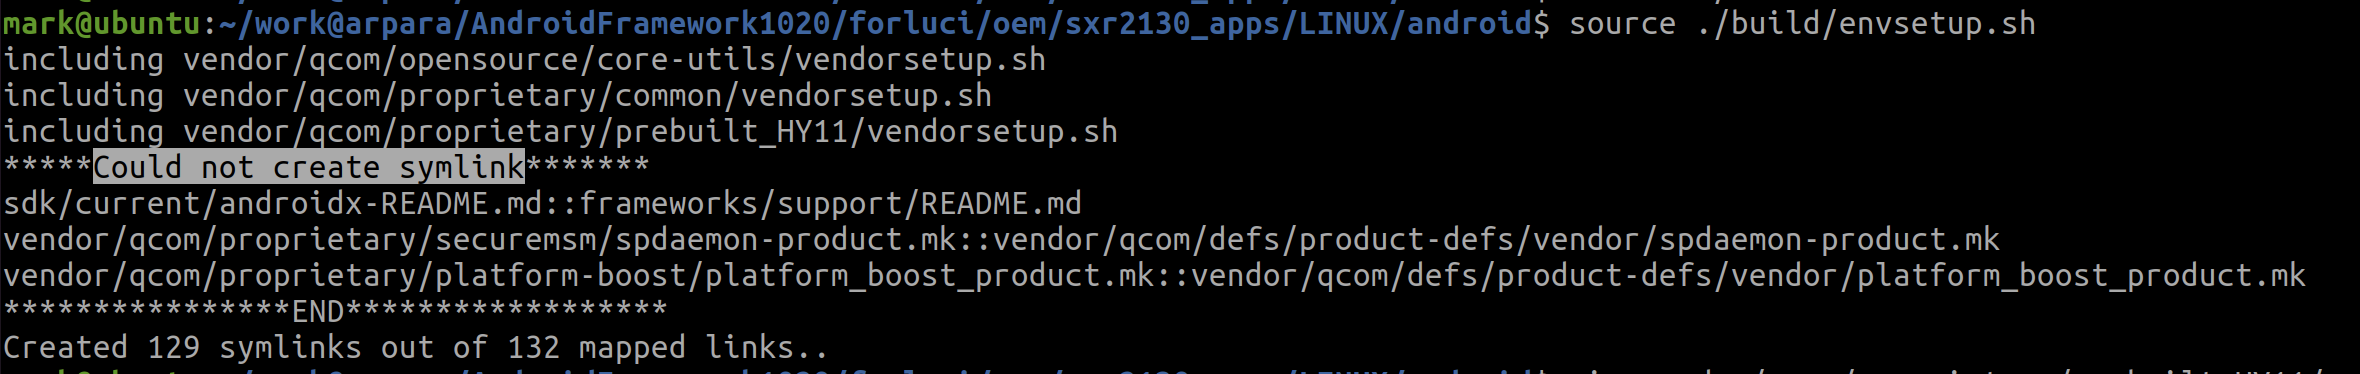 mark@ubuntu:~/work@arpara/AndroidFramework1020/forluci/oem/sxr2130_apps/LINUX/android$ source ./build/envsetup.sh
including vendor/qcom/opensource/core-utils/vendorsetup.sh
including vendor/qcom/proprietary/common/vendorsetup.sh
including vendor/qcom/proprietary/prebuilt_HY11/vendorsetup.sh
*****Could not create symlink*******
sdk/current/androidx-README.md::frameworks/support/README.md
vendor/qcom/proprietary/securemsm/spdaemon-product.mk::vendor/qcom/defs/product-defs/vendor/spdaemon-product.mk
vendor/qcom/proprietary/platform-boost/platform_boost_product.mk::vendor/qcom/defs/product-defs/vendor/platform_boost_product.mk
****************END******************
Created 129 symlinks out of 132 mapped links..